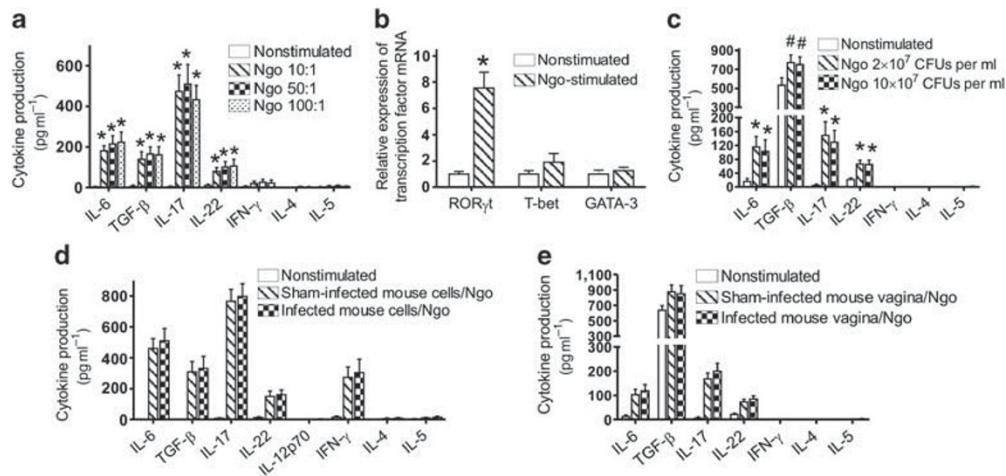 a
Nonstimulated
Ngo 10:1
Ngo 50:1
Ngo 100:1
Cytokine production
(pg ml⁻¹)
600
400
200
0
* * * * * * * * * * * *
IL-6 TGF-β IL-17 IL-22 IFN-γ IL-4 IL-5
b
Nonstimuated
Ngo-stimulated
Relative expression of
transcription factor mRNA
10
8
6
4
2
0
*
RORγt T-bet GATA-3
c
Nonstimulated
Ngo 2×10⁷ CFUs per ml
Ngo 10×10⁷ CFUs per ml
Cytokine production
(pg ml⁻¹)
900
700
500
300
200
160
120
80
40
0
# #
* * * * * *
IL-6 TGF-β IL-17 IL-22 IFN-γ IL-4 IL-5
d
Nonstimulated
Sham-infected mouse cells/Ngo
Infected mouse cells/Ngo
Cytokine production
(pg ml⁻¹)
800
600
400
200
0
IL-6 TGF-β IL-17 IL-22 IL-12p70 IFN-γ IL-4 IL-5
e
Nonstimulated
Sham-infected mouse vagina/Ngo
Infected mouse vagina/Ngo
Cytokine production
(pg ml⁻¹)
1,100
900
700
500
300
200
100
0
IL-6 TGF-β IL-17 IL-22 IFN-γ IL-4 IL-5